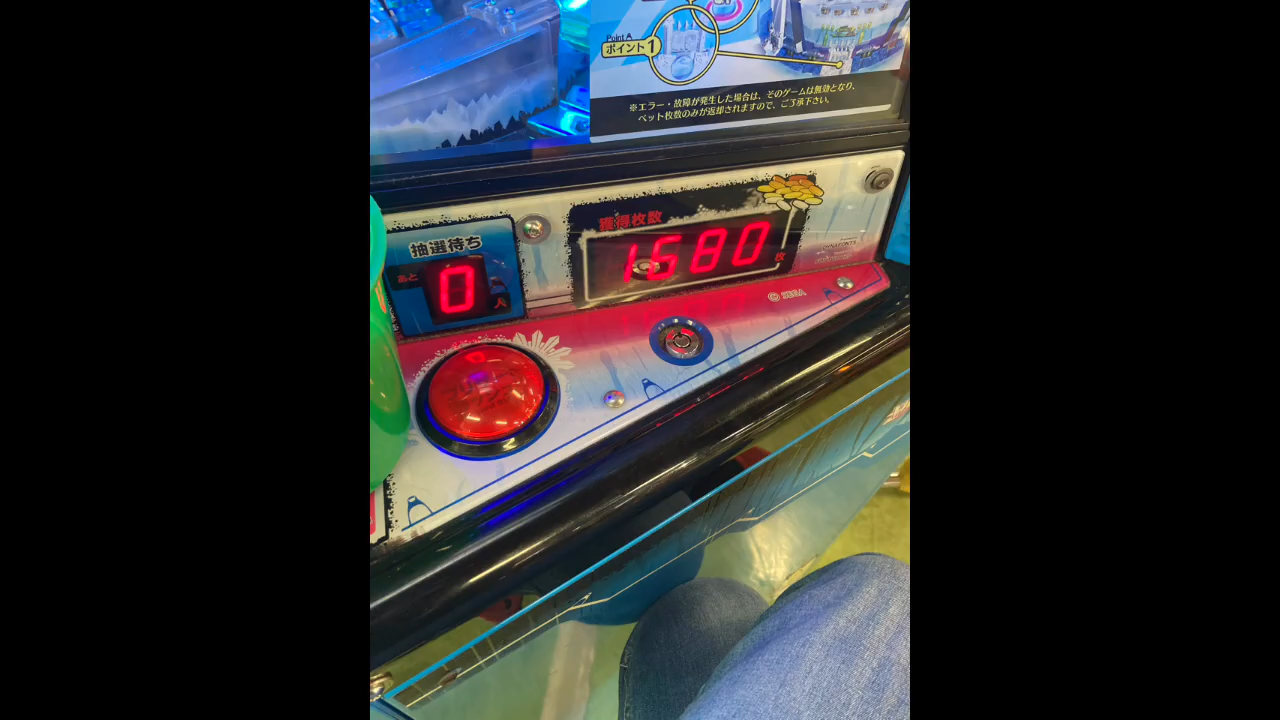 Point A
ポイント1
※エラー・故障が発生した場合は、そのゲームは無効となり、
ベット枚数のみが返却されますので、ご了承下さい。
獲得枚数
1680
枚
抽選待ち
あと
0
人
© SEGA